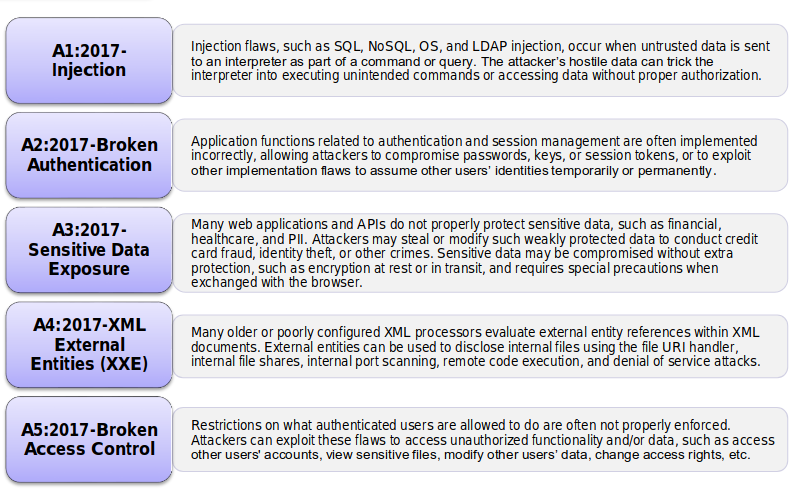 A1:2017-
Injection
Injection flaws, such as SQL, NoSQL, OS, and LDAP injection, occur when untrusted data is sent
to an interpreter as part of a command or query. The attacker’s hostile data can trick the
interpreter into executing unintended commands or accessing data without proper authorization.
A2:2017-Broken
Authentication
Application functions related to authentication and session management are often implemented
incorrectly, allowing attackers to compromise passwords, keys, or session tokens, or to exploit
other implementation flaws to assume other users’ identities temporarily or permanently.
A3:2017-
Sensitive Data
Exposure
Many web applications and APIs do not properly protect sensitive data, such as financial,
healthcare, and PII. Attackers may steal or modify such weakly protected data to conduct credit
card fraud, identity theft, or other crimes. Sensitive data may be compromised without extra
protection, such as encryption at rest or in transit, and requires special precautions when
exchanged with the browser.
A4:2017-XML
External
Entities (XXE)
Many older or poorly configured XML processors evaluate external entity references within XML
documents. External entities can be used to disclose internal files using the file URI handler,
internal file shares, internal port scanning, remote code execution, and denial of service attacks.
A5:2017-Broken
Access Control
Restrictions on what authenticated users are allowed to do are often not properly enforced.
Attackers can exploit these flaws to access unauthorized functionality and/or data, such as access
other users' accounts, view sensitive files, modify other users’ data, change access rights, etc.